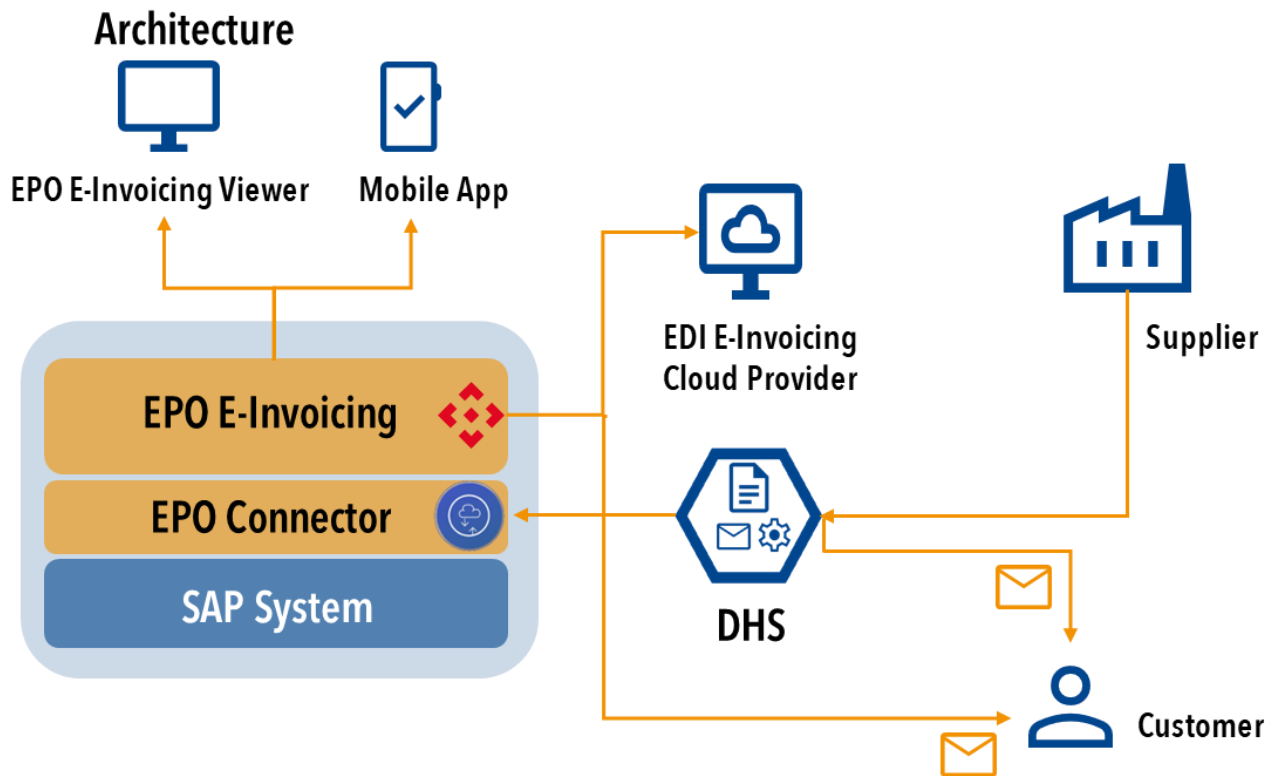 Architecture
EPO E-Invoicing Viewer
Mobile App
EDI E-Invoicing
Cloud Provider
Supplier
EPO E-Invoicing
EPO Connector
SAP System
DHS
Customer